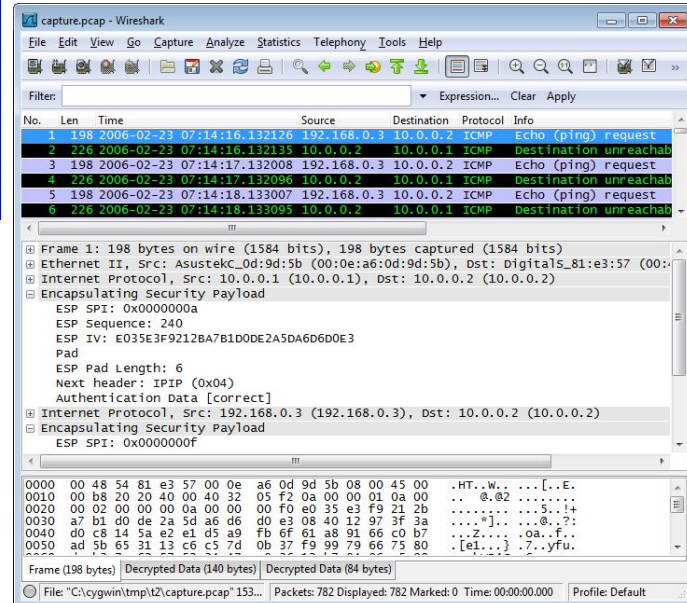 capture.pcap - Wireshark
File Edit View Go Capture Analyze Statistics Telephony Tools Help
Filter: Expression... Clear Apply
No. Len Time Source Destination Protocol Info
1 198 2006-02-23 07:14:16.132126 192.168.0.3 10.0.0.2 ICMP Echo (ping) request
2 226 2006-02-23 07:14:16.132135 10.0.0.2 10.0.0.1 ICMP Destination unreachab
3 198 2006-02-23 07:14:17.132008 192.168.0.3 10.0.0.2 ICMP Echo (ping) request
4 226 2006-02-23 07:14:17.132096 10.0.0.2 10.0.0.1 ICMP Destination unreachab
5 198 2006-02-23 07:14:18.133007 192.168.0.3 10.0.0.2 ICMP Echo (ping) request
6 226 2006-02-23 07:14:18.133095 10.0.0.2 10.0.0.1 ICMP Destination unreachab
Frame 1: 198 bytes on wire (1584 bits), 198 bytes captured (1584 bits)
Ethernet II, Src: AsustekC_0d:9d:5b (00:0e:a6:0d:9d:5b), Dst: DigitalS_81:e3:57 (00:4
Internet Protocol, Src: 10.0.0.1 (10.0.0.1), Dst: 10.0.0.2 (10.0.0.2)
Encapsulating Security Payload
ESP SPI: 0x0000000a
ESP Sequence: 240
ESP IV: E035E3F9212BA7B1D0DE2A5DA6D6D0E3
Pad
ESP Pad Length: 6
Next header: IPIP (0x04)
Authentication Data [correct]
Internet Protocol, Src: 192.168.0.3 (192.168.0.3), Dst: 10.0.0.2 (10.0.0.2)
Encapsulating Security Payload
ESP SPI: 0x0000000f
0000 00 48 54 81 e3 57 00 0e a6 0d 9d 5b 08 00 45 00 .HT..W.. ...[..E.
0010 00 b8 20 20 40 00 40 32 05 f2 0a 00 00 01 0a 00 .. @.@2 ........
0020 00 02 00 00 00 0a 00 00 00 f0 e0 35 e3 f9 21 2b ........ ...5..!+
0030 a7 b1 d0 de 2a 5d a6 d6 d0 e3 08 40 12 97 3f 3a ....*].. ...@..?:
0040 d0 c8 14 5a e2 e1 d5 a9 fb 6f 61 a8 91 66 c0 b7 ...Z.... .oa..f..
0050 ad 5b 65 31 13 c6 c5 7d 0b 37 f9 99 79 66 75 80 .[e1...} .7..yfu.
Frame (198 bytes) Decrypted Data (140 bytes) Decrypted Data (84 bytes)
File: "C:\cygwin\tmp\t2\capture.pcap" 153... Packets: 782 Displayed: 782 Marked: 0 Time: 00:00:00.000 Profile: Default